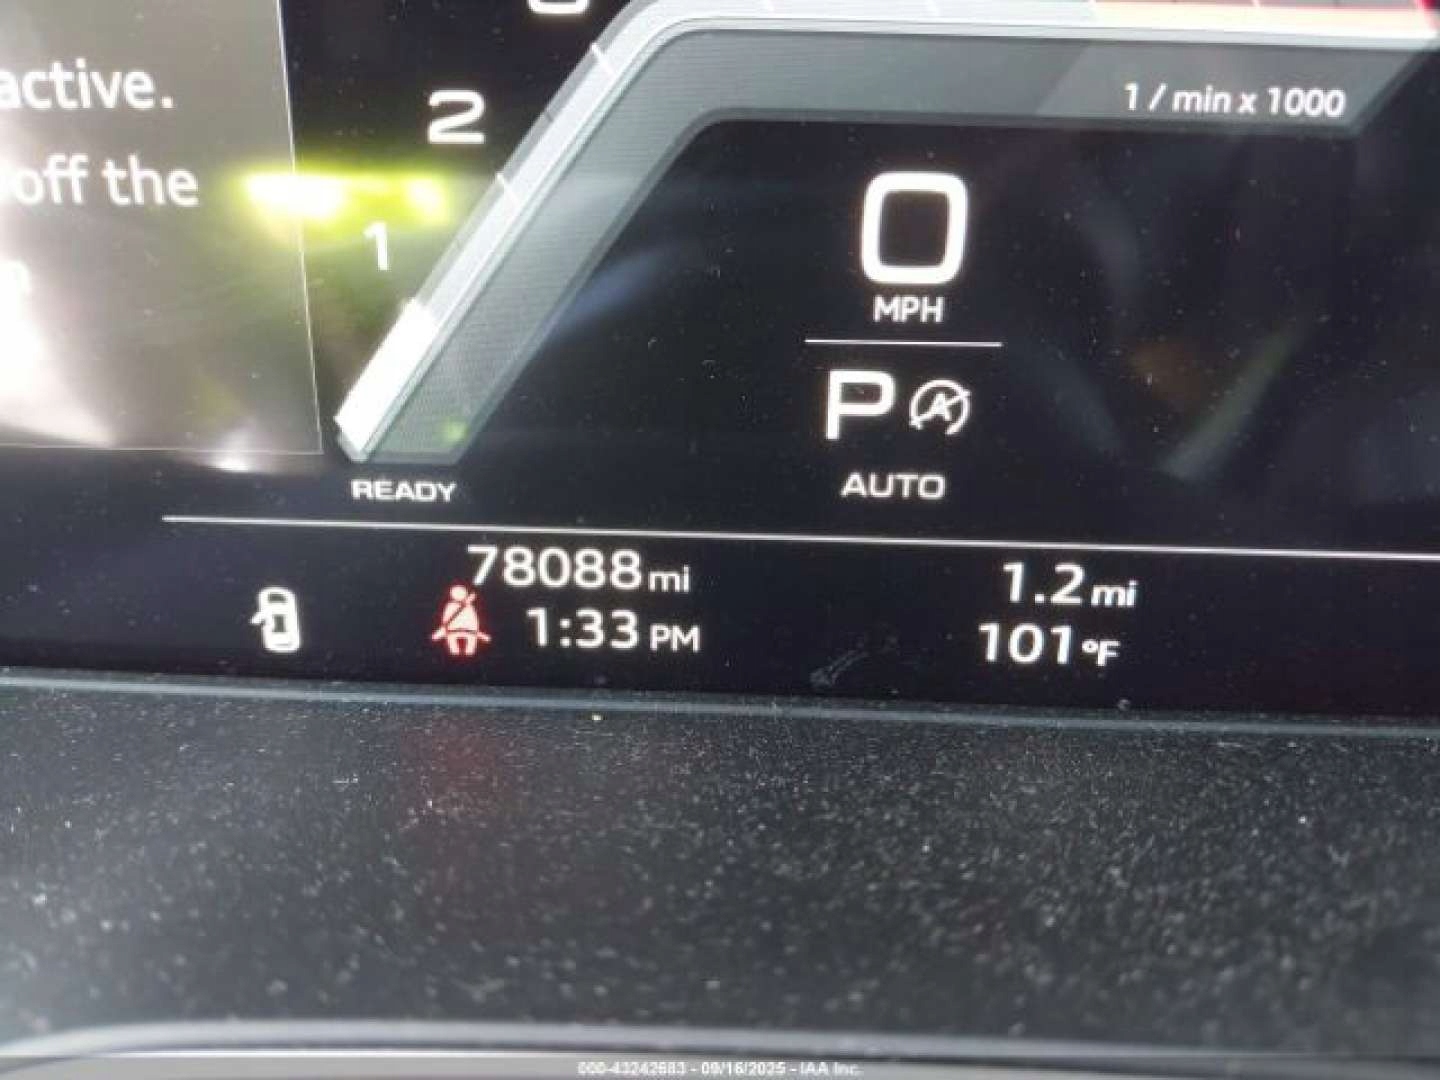 active.
off the
2
1
1 / min x 1000
0
MPH
P
AUTO
READY
78088 mi
1:33 PM
1.2 mi
101 °F
000-43242683 - 09/16/2025 - IAA Inc.